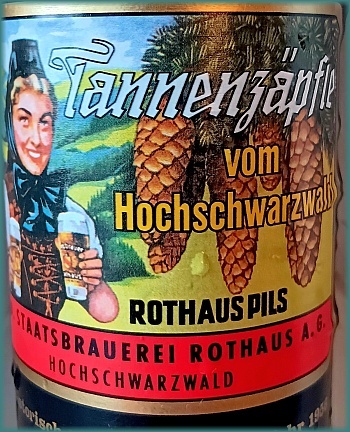 Tannenzäpfle
vom
Hochschwarzwald
ROTHAUS PILS
STAATSBRAUEREI ROTHAUS A.G.
HOCHSCHWARZWALD